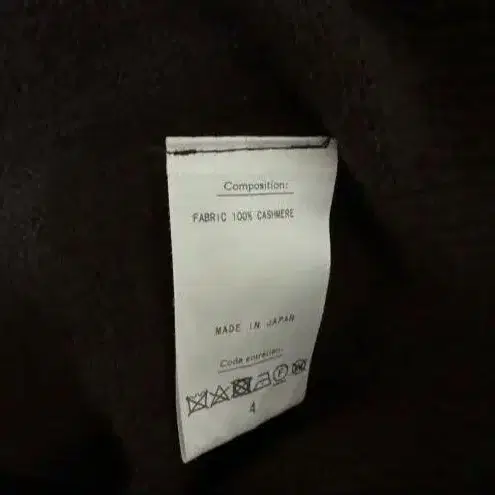 Composition:
FABRIC 100% CASHMERE
MADE IN JAPAN
Code entretien:
F W
4